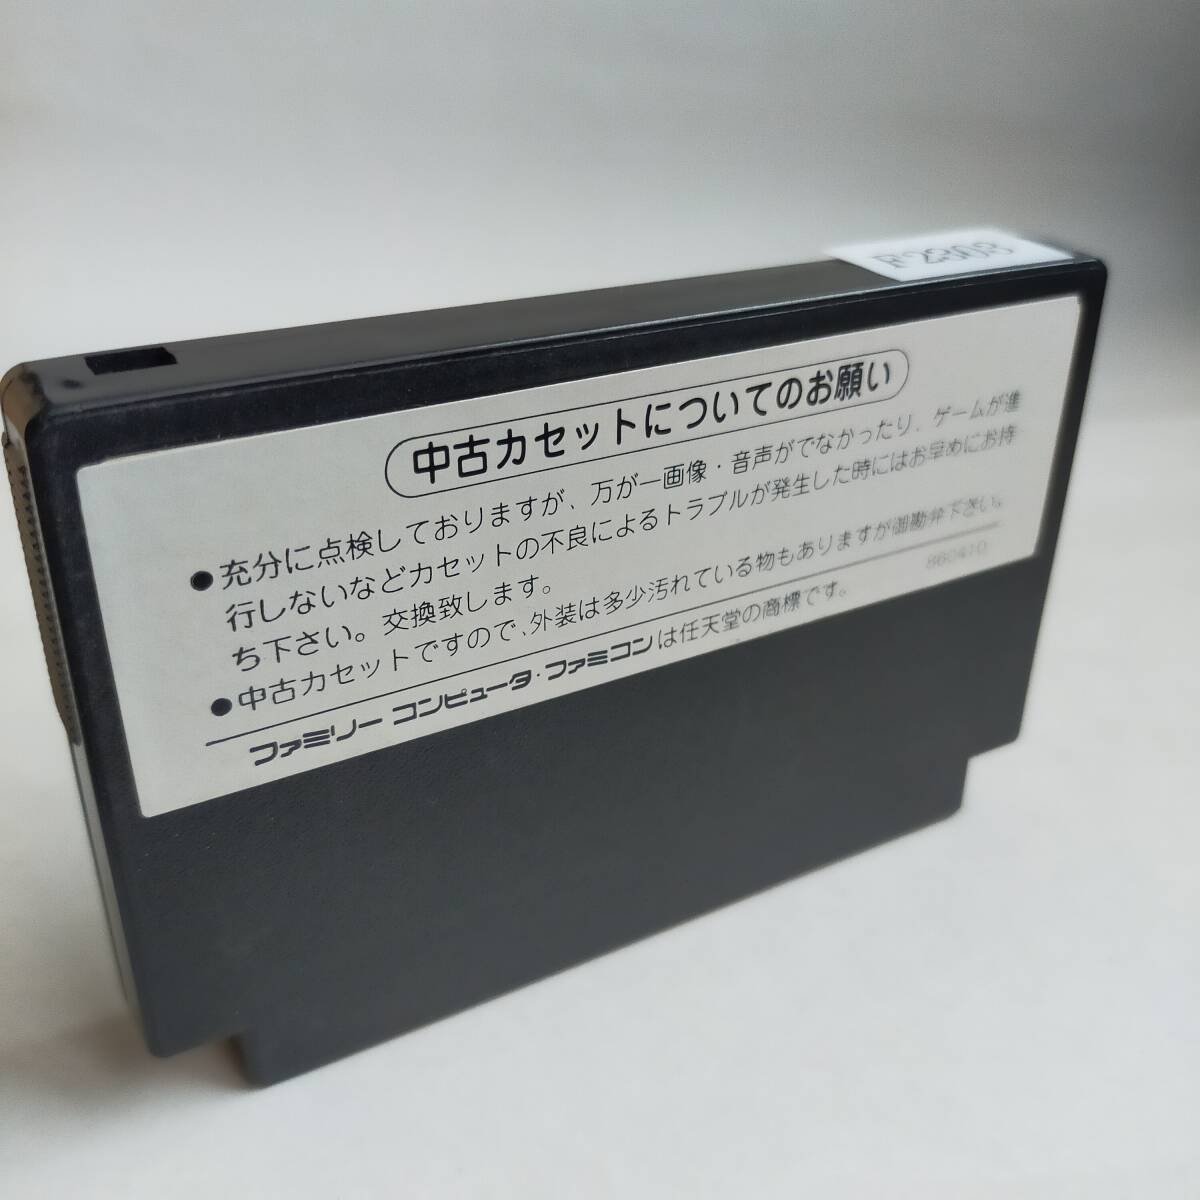 F2303
中古カセットについてのお願い
●充分に点検しておりますが、万が一画像・音声がでなかったり、ゲームが進
行しないなどカセットの不良によるトラブルが発生した時にはお早めにお持
ち下さい。交換致します。
●中古カセットですので、外装は多少汚れている物もありますが御勘弁下さい。
ファミリー コンピュータ・ファミコンは任天堂の商標です。